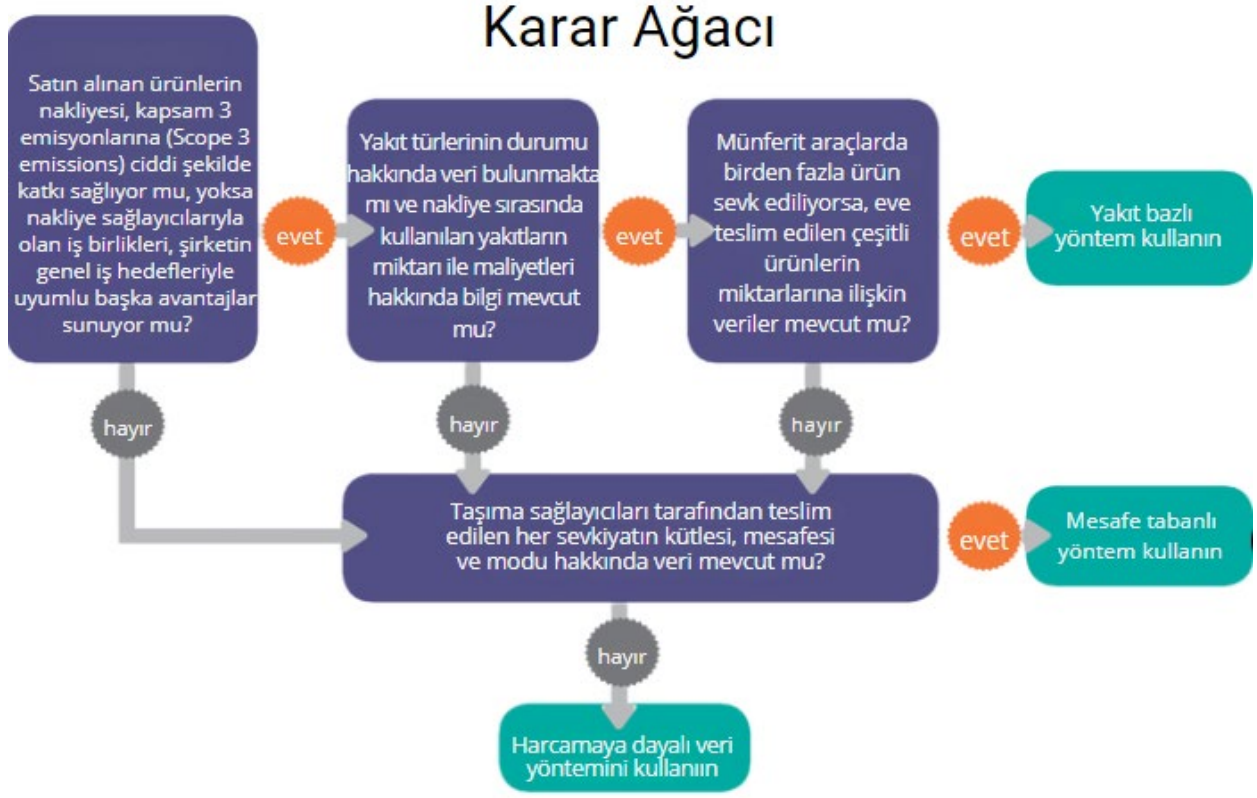 Karar Ağacı
Satın alınan ürünlerin
nakliyesi, kapsam 3
emisyonlarına (Scope 3
emissions) ciddi şekilde
katkı sağlıyor mu, yoksa
nakliye sağlayıcılarıyla
olan iş birlikleri, şirketin
genel iş hedefleriyle
uyumlu başka avantajlar
sunuyor mu?
evet
Yakıt türlerinin durumu
hakkında veri bulunmakta
mı ve nakliye sırasında
kullanılan yakıtların
miktarı ile maliyetleri
hakkında bilgi mevcut
mu?
evet
Münferit araçlarda
birden fazla ürün
sevk ediliyorsa, eve
teslim edilen çeşitli
ürünlerin
miktarlarına ilişkin
veriler mevcut mu?
evet
Yakıt bazlı
yöntem kullanın
hayır
hayır
hayır
Taşıma sağlayıcıları tarafından teslim
edilen her sevkiyatın kütlesi, mesafesi
ve modu hakkında veri mevcut mu?
evet
Mesafe tabanlı
yöntem kullanın
hayır
Harcamaya dayalı veri
yöntemini kullanıın